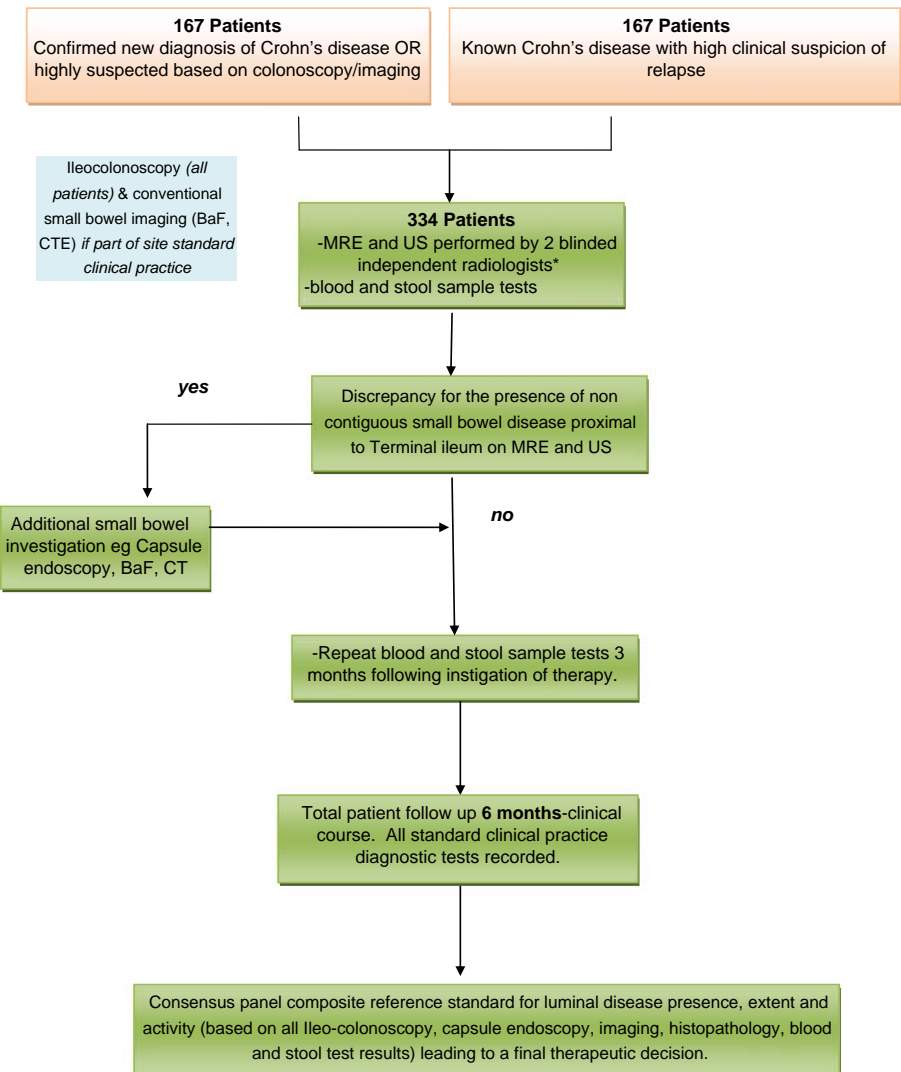 167 Patients
Confirmed new diagnosis of Crohn's disease OR
highly suspected based on colonoscopy/imaging
167 Patients
Known Crohn's disease with high clinical suspicion of
relapse
Ileocolonoscopy (all
patients) & conventional
small bowel imaging (BaF,
CTE) if part of site standard
clinical practice
334 Patients
-MRE and US performed by 2 blinded
independent radiologists*
-blood and stool sample tests
yes
Discrepancy for the presence of non
contiguous small bowel disease proximal
to Terminal ileum on MRE and US
no
Additional small bowel
investigation eg Capsule
endoscopy, BaF, CT
-Repeat blood and stool sample tests 3
months following instigation of therapy.
Total patient follow up 6 months-clinical
course. All standard clinical practice
diagnostic tests recorded.
Consensus panel composite reference standard for luminal disease presence, extent and
activity (based on all Ileo-colonoscopy, capsule endoscopy, imaging, histopathology, blood
and stool test results) leading to a final therapeutic decision.